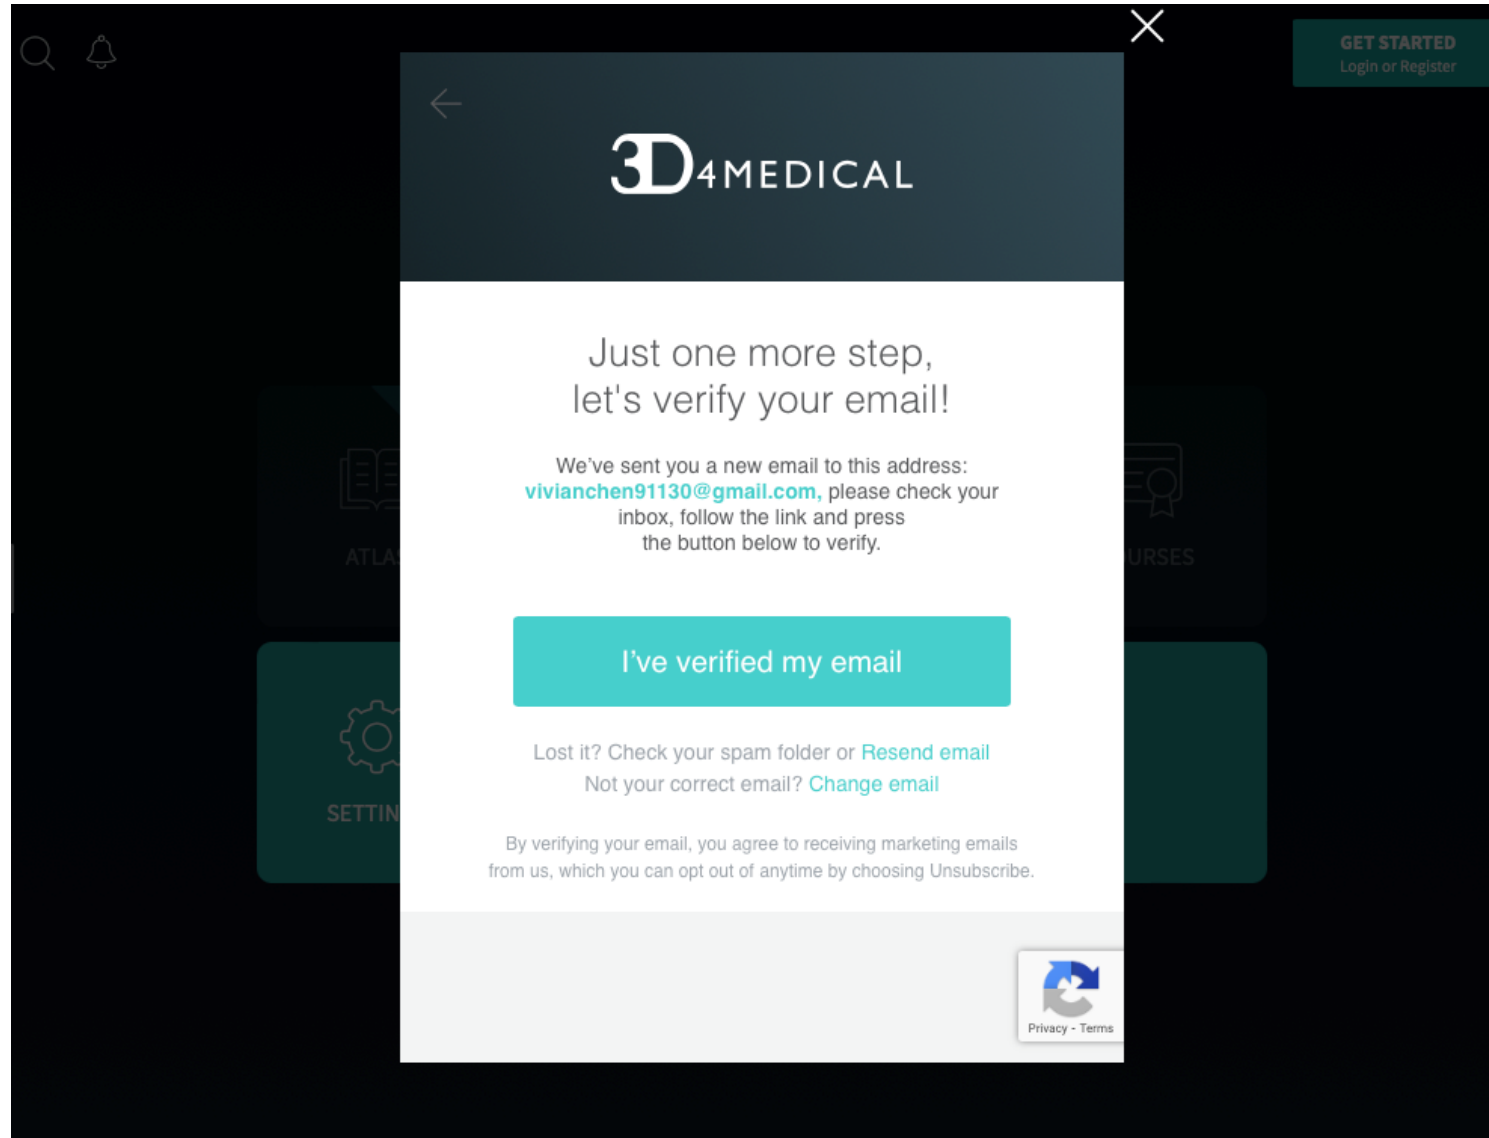 GET STARTED
Login or Register
3D4MEDICAL
Just one more step,
let's verify your email!
We've sent you a new email to this address:
vivianchen91130@gmail.com, please check your
inbox, follow the link and press
the button below to verify.
I've verified my email
Lost it? Check your spam folder or Resend email
Not your correct email? Change email
By verifying your email, you agree to receiving marketing emails
from us, which you can opt out of anytime by choosing Unsubscribe.
ATLAS
URSES
SETTIN
Privacy - Terms